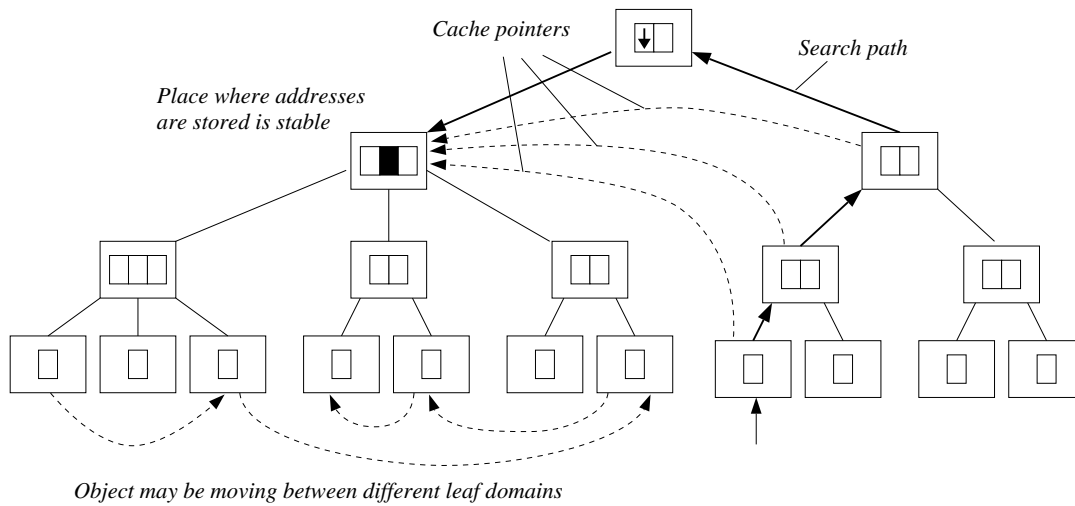 Cache pointers
Search path
Place where addresses
are stored is stable
Object may be moving between different leaf domains